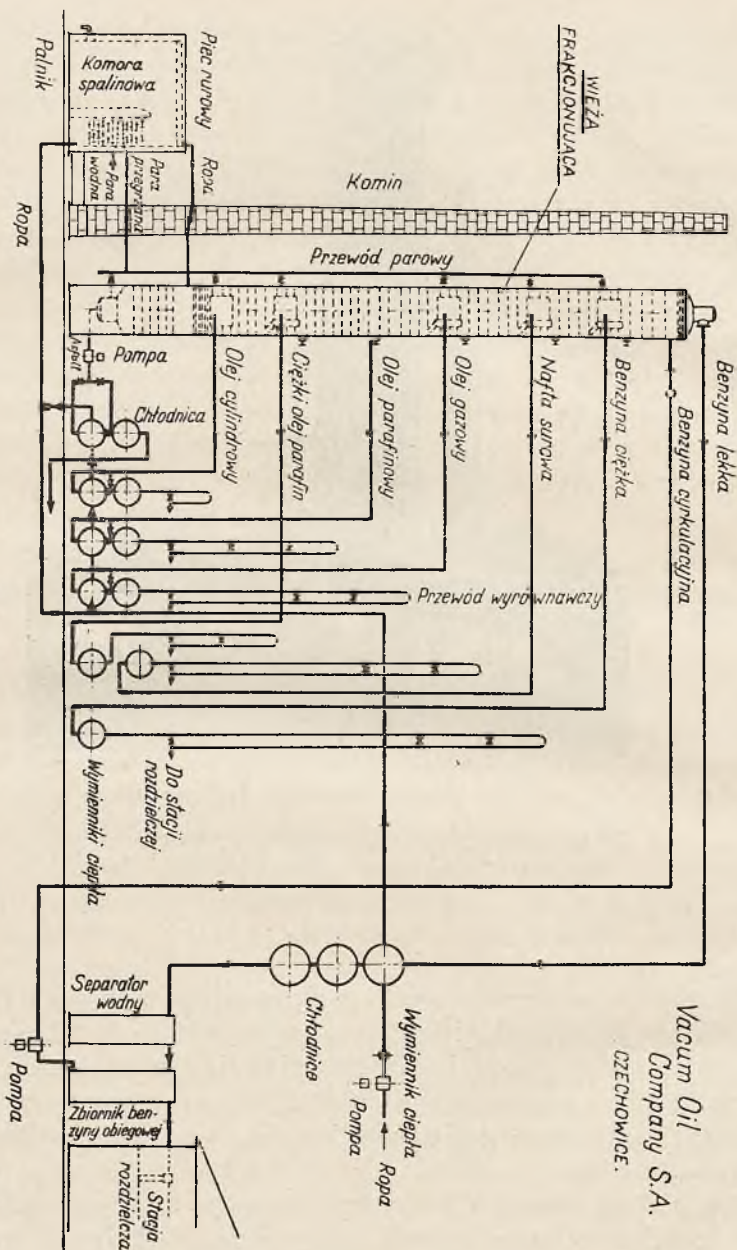 Vacum Oil
Company S.A.
CZECHOWICE.
WIEŻA
FRAKCJONUJĄCA
Palnik
Komora
spalinowa
Piec rurowy
Ropa
Ropa
Para
przegrzana
Para
wodna
Komin
Przewód parowy
Asfalt
Pompa
Chłodnica
Olej cylindrowy
Ciężki olej parafin
Olej parafinowy
Olej gazowy
Nafta surowa
Benzyna ciężka
Benzyna cyrkulacyjna
Benzyna lekka
Przewód wyrównawczy
Wymienniki ciepła
Do stacji
rozdzielczej
Chłodnice
Wymiennik ciepła
Pompa
Ropa
Separator
wodny
Pompa
Zbiornik ben-
zyny obiegowej
Stacja
rozdzielcza